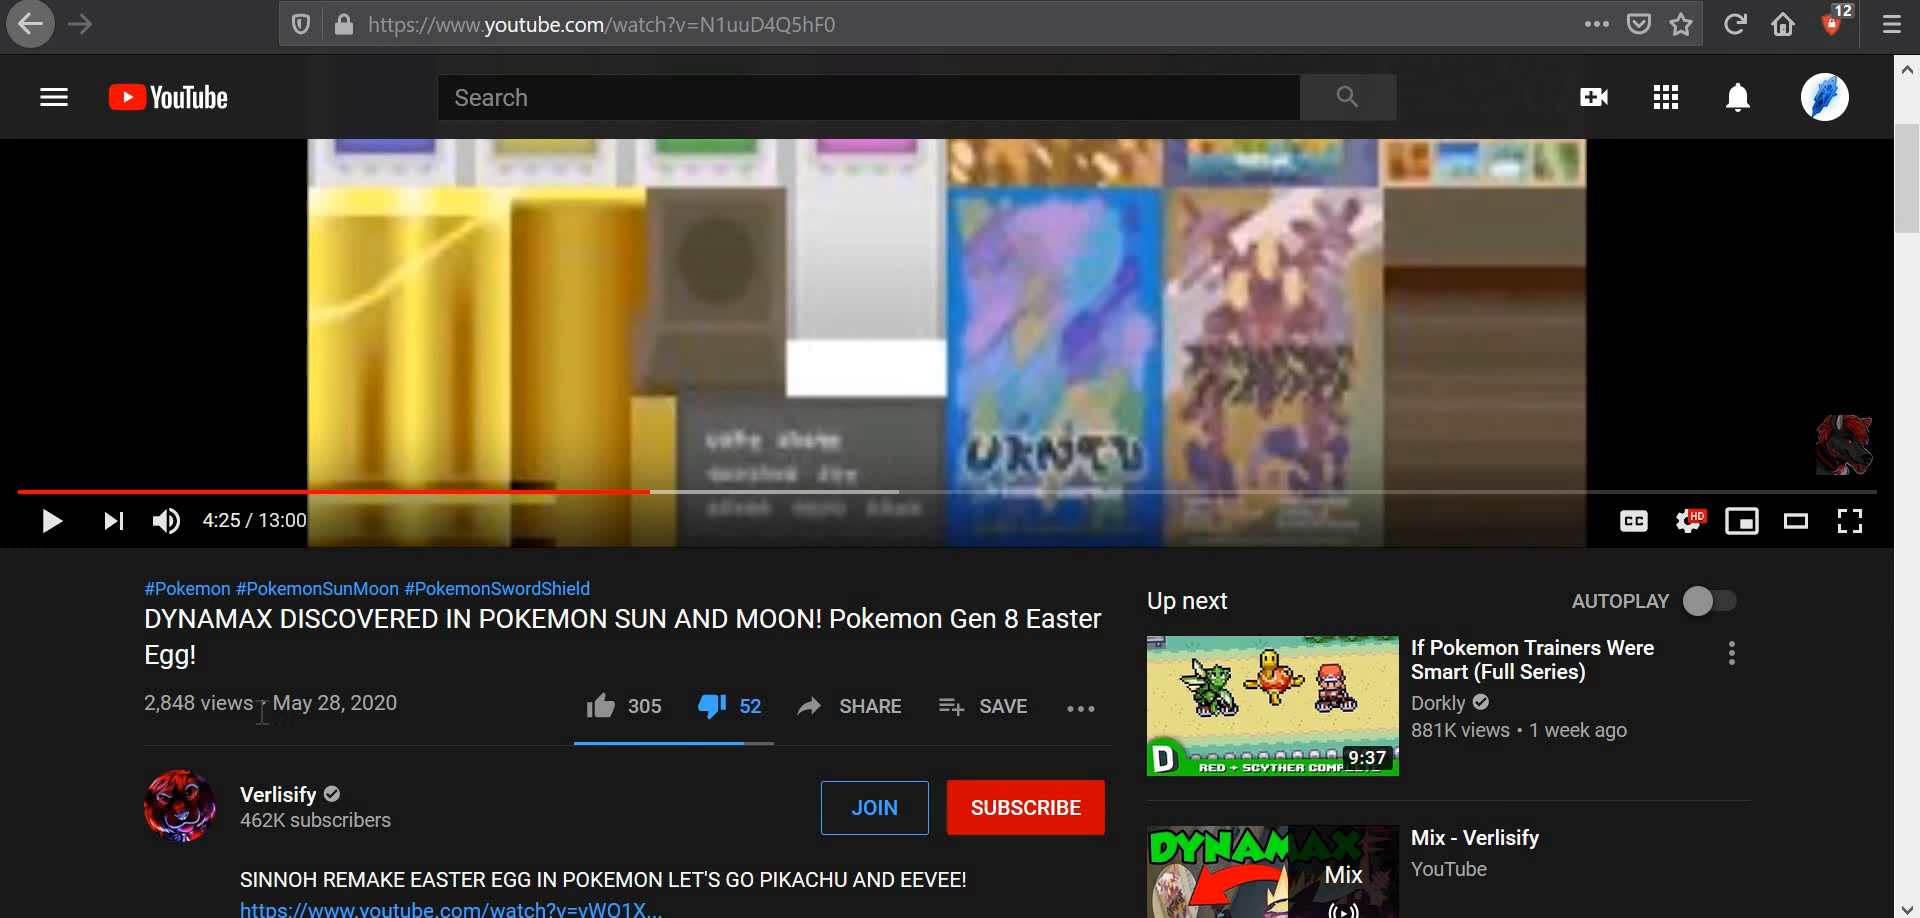 https://www.youtube.com/watch?v=N1uuD4Q5hF0
12
YouTube
Search
4:25 / 13:00
CC
HD
#Pokemon #PokemonSunMoon #PokemonSwordShield
DYNAMAX DISCOVERED IN POKEMON SUN AND MOON! Pokemon Gen 8 Easter
Egg!
2,848 views · May 28, 2020
305
52
SHARE
SAVE
Verlisify
462K subscribers
JOIN
SUBSCRIBE
SINNOH REMAKE EASTER EGG IN POKEMON LET'S GO PIKACHU AND EEVEE!
https://www.youtube.com/watch?v=vWO1X...
Up next
AUTOPLAY
D
RED + SCYTHER
9:37
If Pokemon Trainers Were
Smart (Full Series)
Dorkly
881K views • 1 week ago
DYNAMAX
Mix
Mix - Verlisify
YouTube